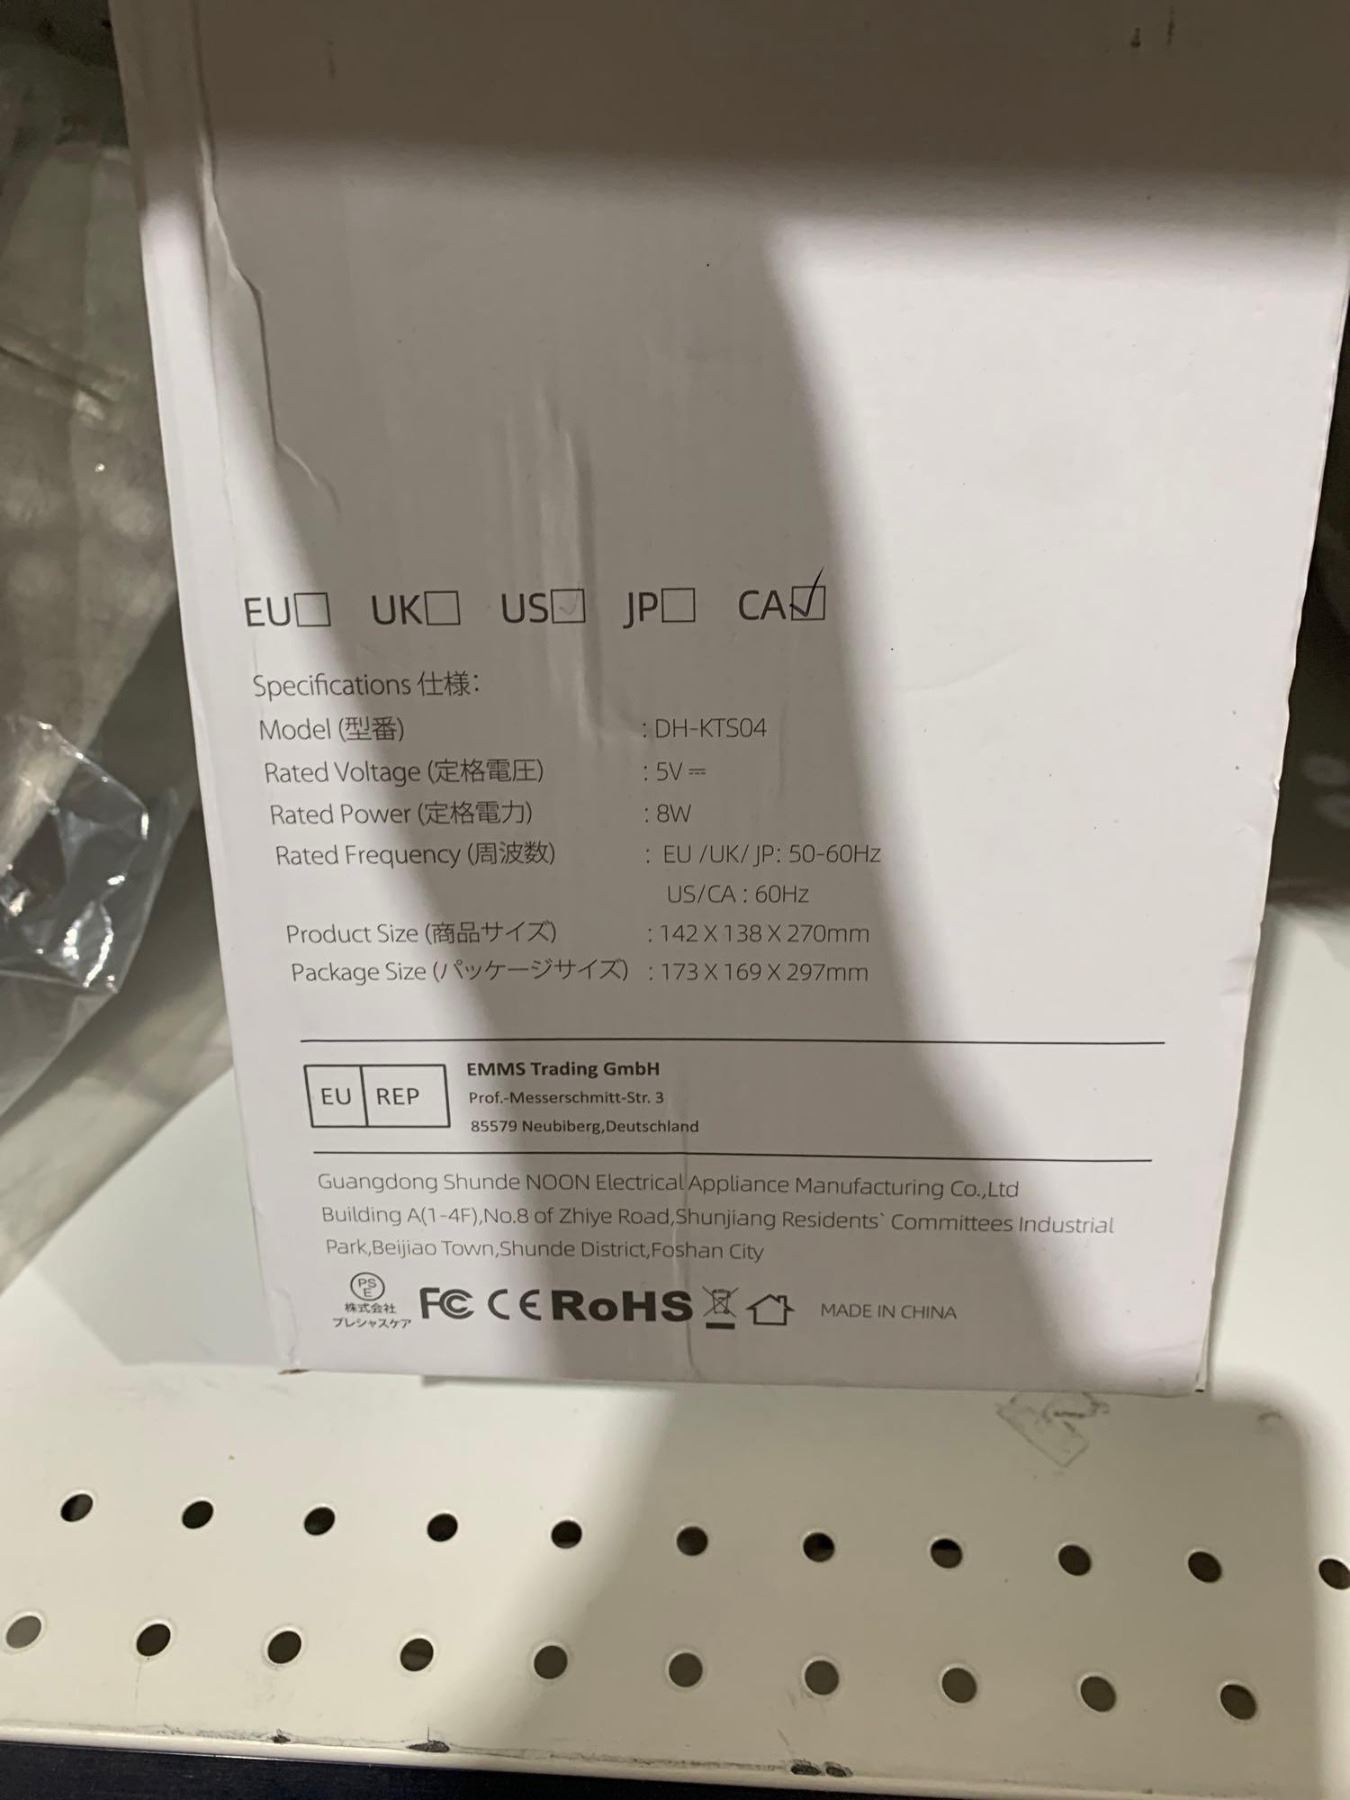 EU□ UK□ US□ JP□ CA☑
Specifications 仕様:
Model (型番) : DH-KTS04
Rated Voltage (定格電圧) : 5V⎓
Rated Power (定格電力) : 8W
Rated Frequency (周波数) : EU /UK/ JP: 50-60Hz
US/CA : 60Hz
Product Size (商品サイズ) : 142 X 138 X 270mm
Package Size (パッケージサイズ) : 173 X 169 X 297mm
EU REP
EMMS Trading GmbH
Prof.-Messerschmitt-Str. 3
85579 Neubiberg,Deutschland
Guangdong Shunde NOON Electrical Appliance Manufacturing Co.,Ltd
Building A(1-4F),No.8 of Zhiye Road,Shunjiang Residents` Committees Industrial
Park,Beijiao Town,Shunde District,Foshan City
PSE
株式会社
プレシャスケア
FC CE RoHS MADE IN CHINA